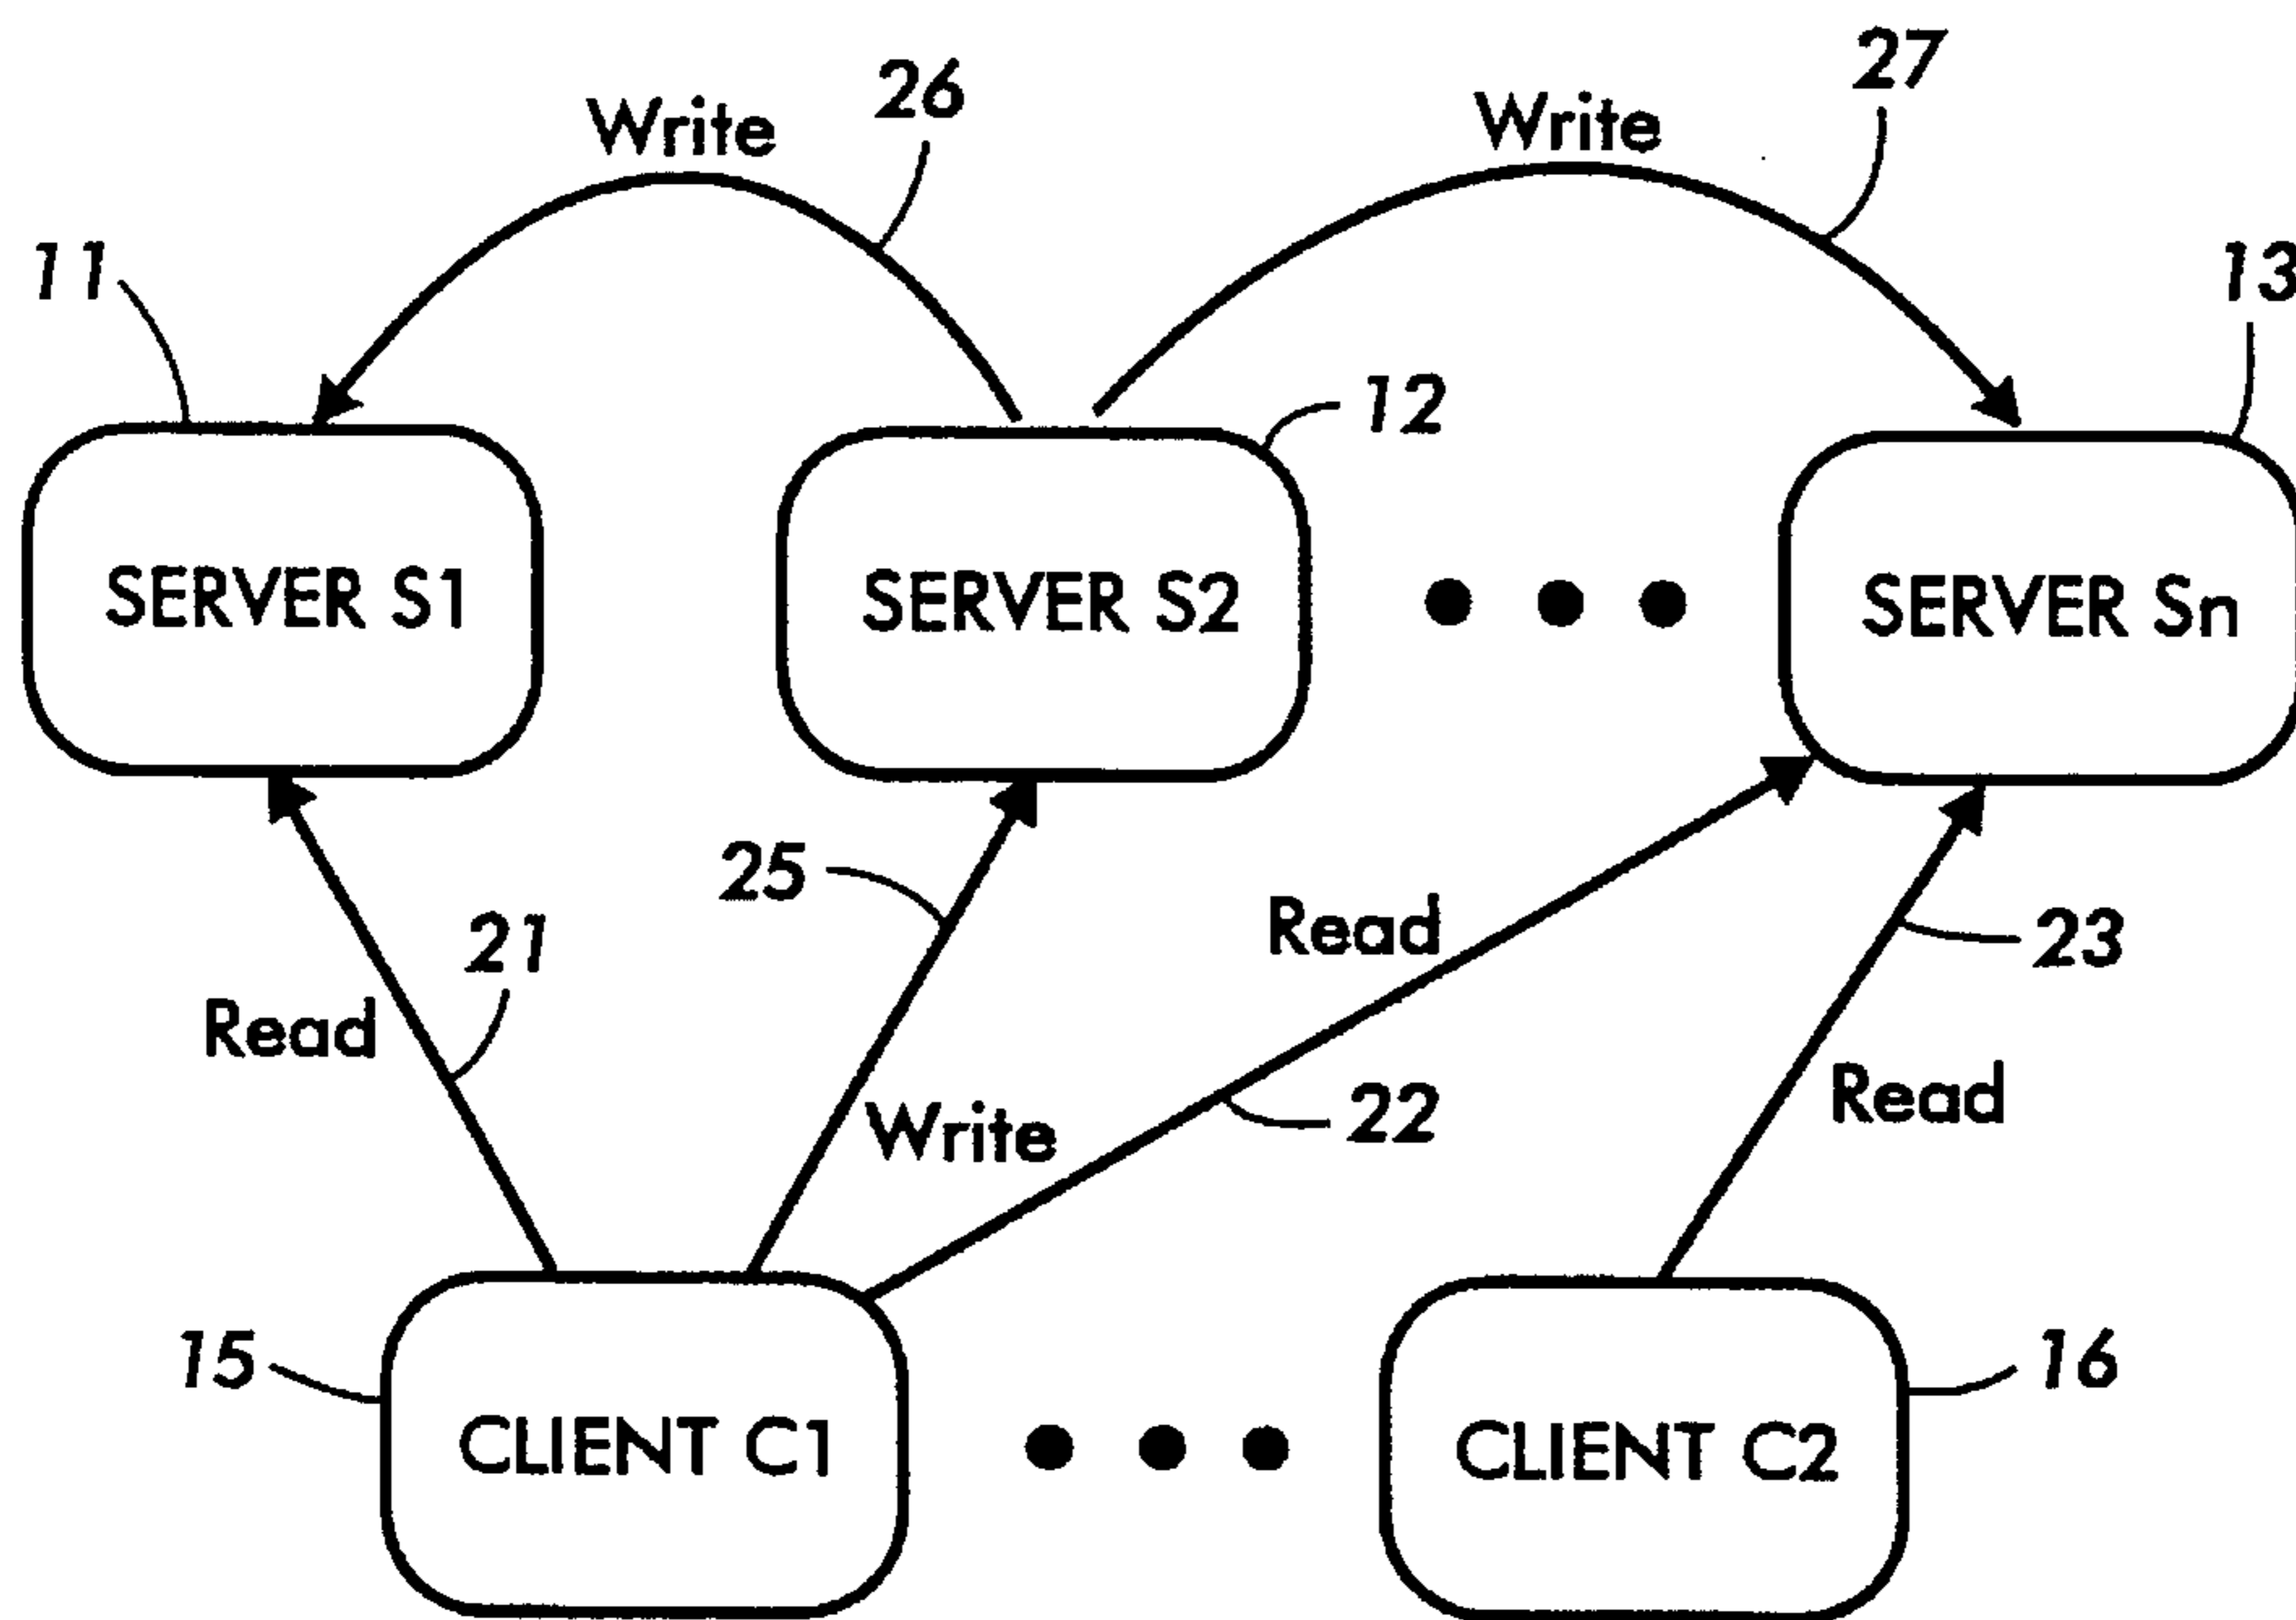 27
26
Write
Write
11
13
12
SERVER S1
SERVER S2
SERVER Sn
25
21
Read
23
Read
Read
22
Write
15
16
CLIENT C1
CLIENT C2